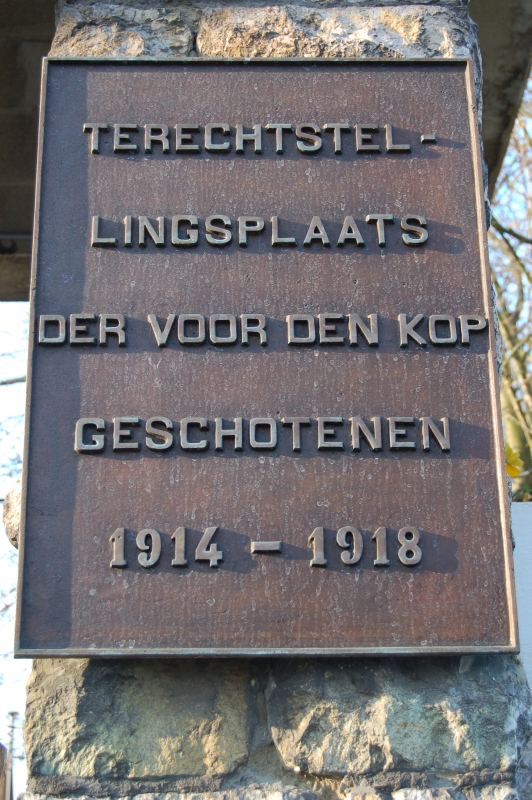 TERECHTSTEL-
LINGSPLAATS
DER VOOR DEN KOP
GESCHOTENEN
1914 - 1918